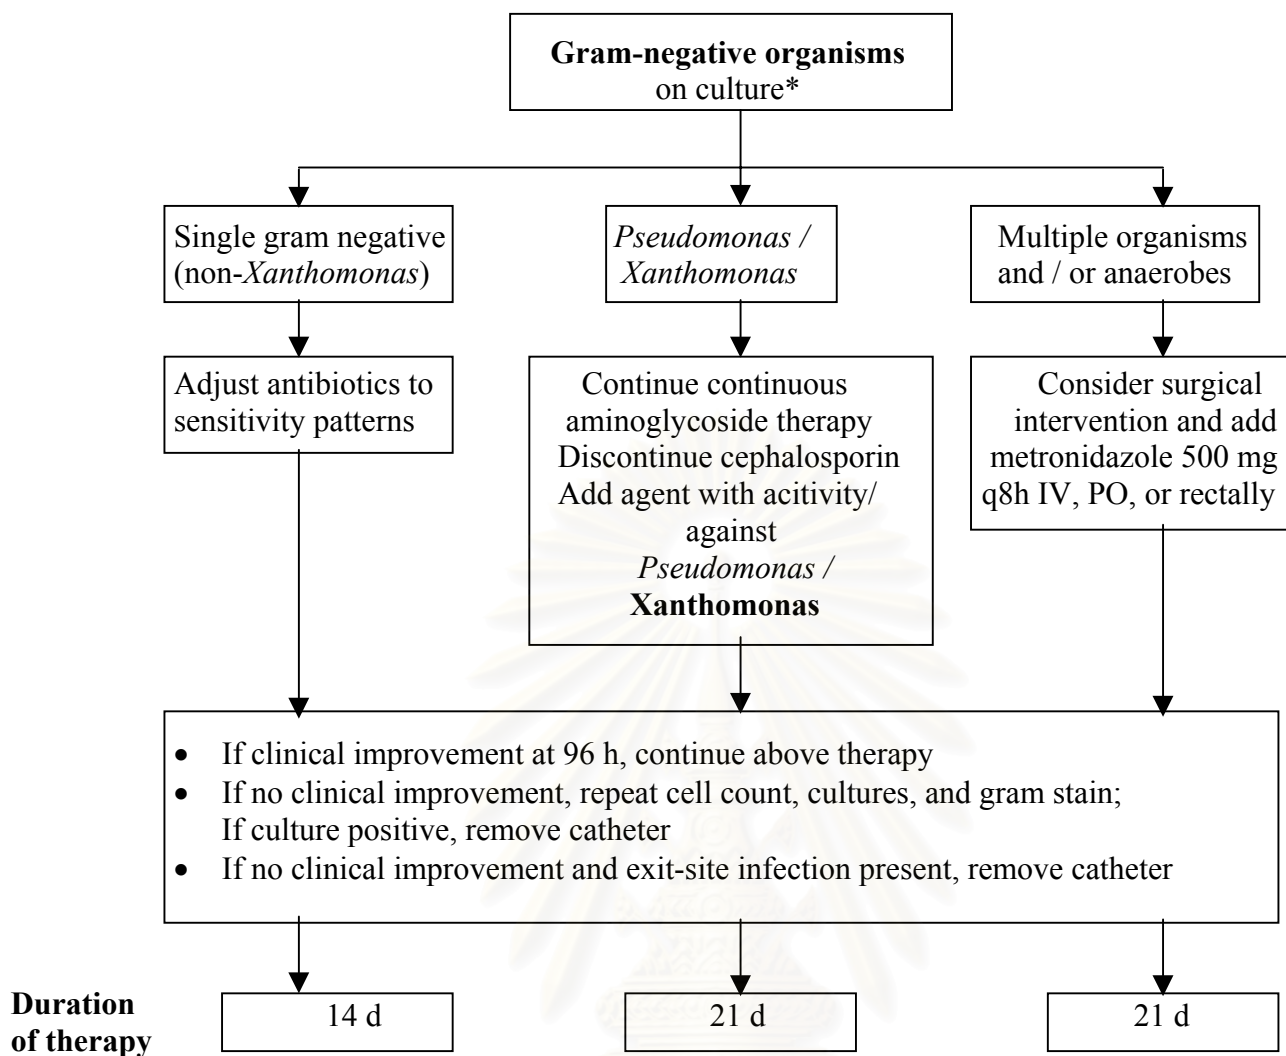 Gram-negative organisms
on culture*
Single gram negative
(non-Xanthomonas)
Pseudomonas /
Xanthomonas
Multiple organisms
and / or anaerobes
Adjust antibiotics to
sensitivity patterns
Continue continuous
aminoglycoside therapy
Discontinue cephalosporin
Add agent with acitivity/
against
Pseudomonas /
Xanthomonas
Consider surgical
intervention and add
metronidazole 500 mg
q8h IV, PO, or rectally
• If clinical improvement at 96 h, continue above therapy
• If no clinical improvement, repeat cell count, cultures, and gram stain;
If culture positive, remove catheter
• If no clinical improvement and exit-site infection present, remove catheter
Duration
of therapy
14 d
21 d
21 d